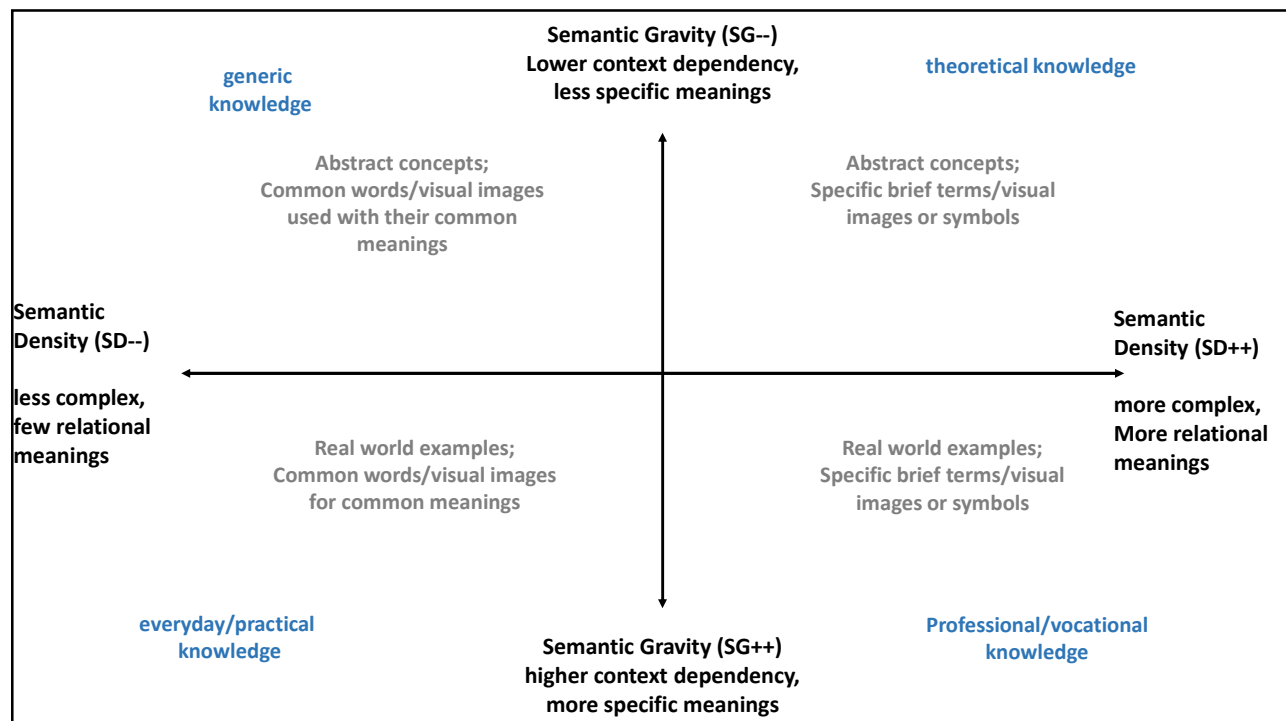 Semantic Gravity (SG--)
Lower context dependency,
less specific meanings
generic
knowledge
theoretical knowledge
Abstract concepts;
Common words/visual images
used with their common
meanings
Abstract concepts;
Specific brief terms/visual
images or symbols
Semantic
Density (SD--)
less complex,
few relational
meanings
Semantic
Density (SD++)
more complex,
More relational
meanings
Real world examples;
Common words/visual images
for common meanings
Real world examples;
Specific brief terms/visual
images or symbols
everyday/practical
knowledge
Semantic Gravity (SG++)
higher context dependency,
more specific meanings
Professional/vocational
knowledge